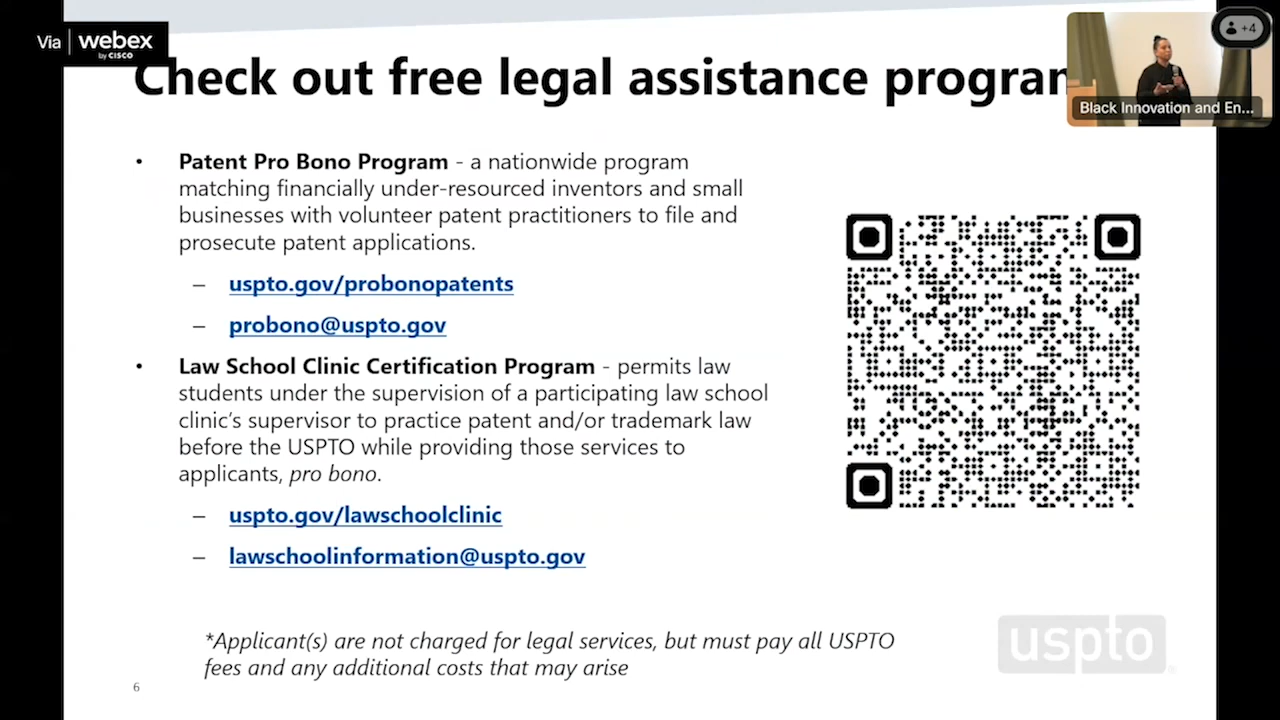 Via webex
by CISCO
+4
Black Innovation and En...
Check out free legal assistance progra
• Patent Pro Bono Program - a nationwide program
matching financially under-resourced inventors and small
businesses with volunteer patent practitioners to file and
prosecute patent applications.
– uspto.gov/probonopatents
– probono@uspto.gov
• Law School Clinic Certification Program - permits law
students under the supervision of a participating law school
clinic's supervisor to practice patent and/or trademark law
before the USPTO while providing those services to
applicants, pro bono.
– uspto.gov/lawschoolclinic
– lawschoolinformation@uspto.gov
*Applicant(s) are not charged for legal services, but must pay all USPTO
fees and any additional costs that may arise
uspto
6